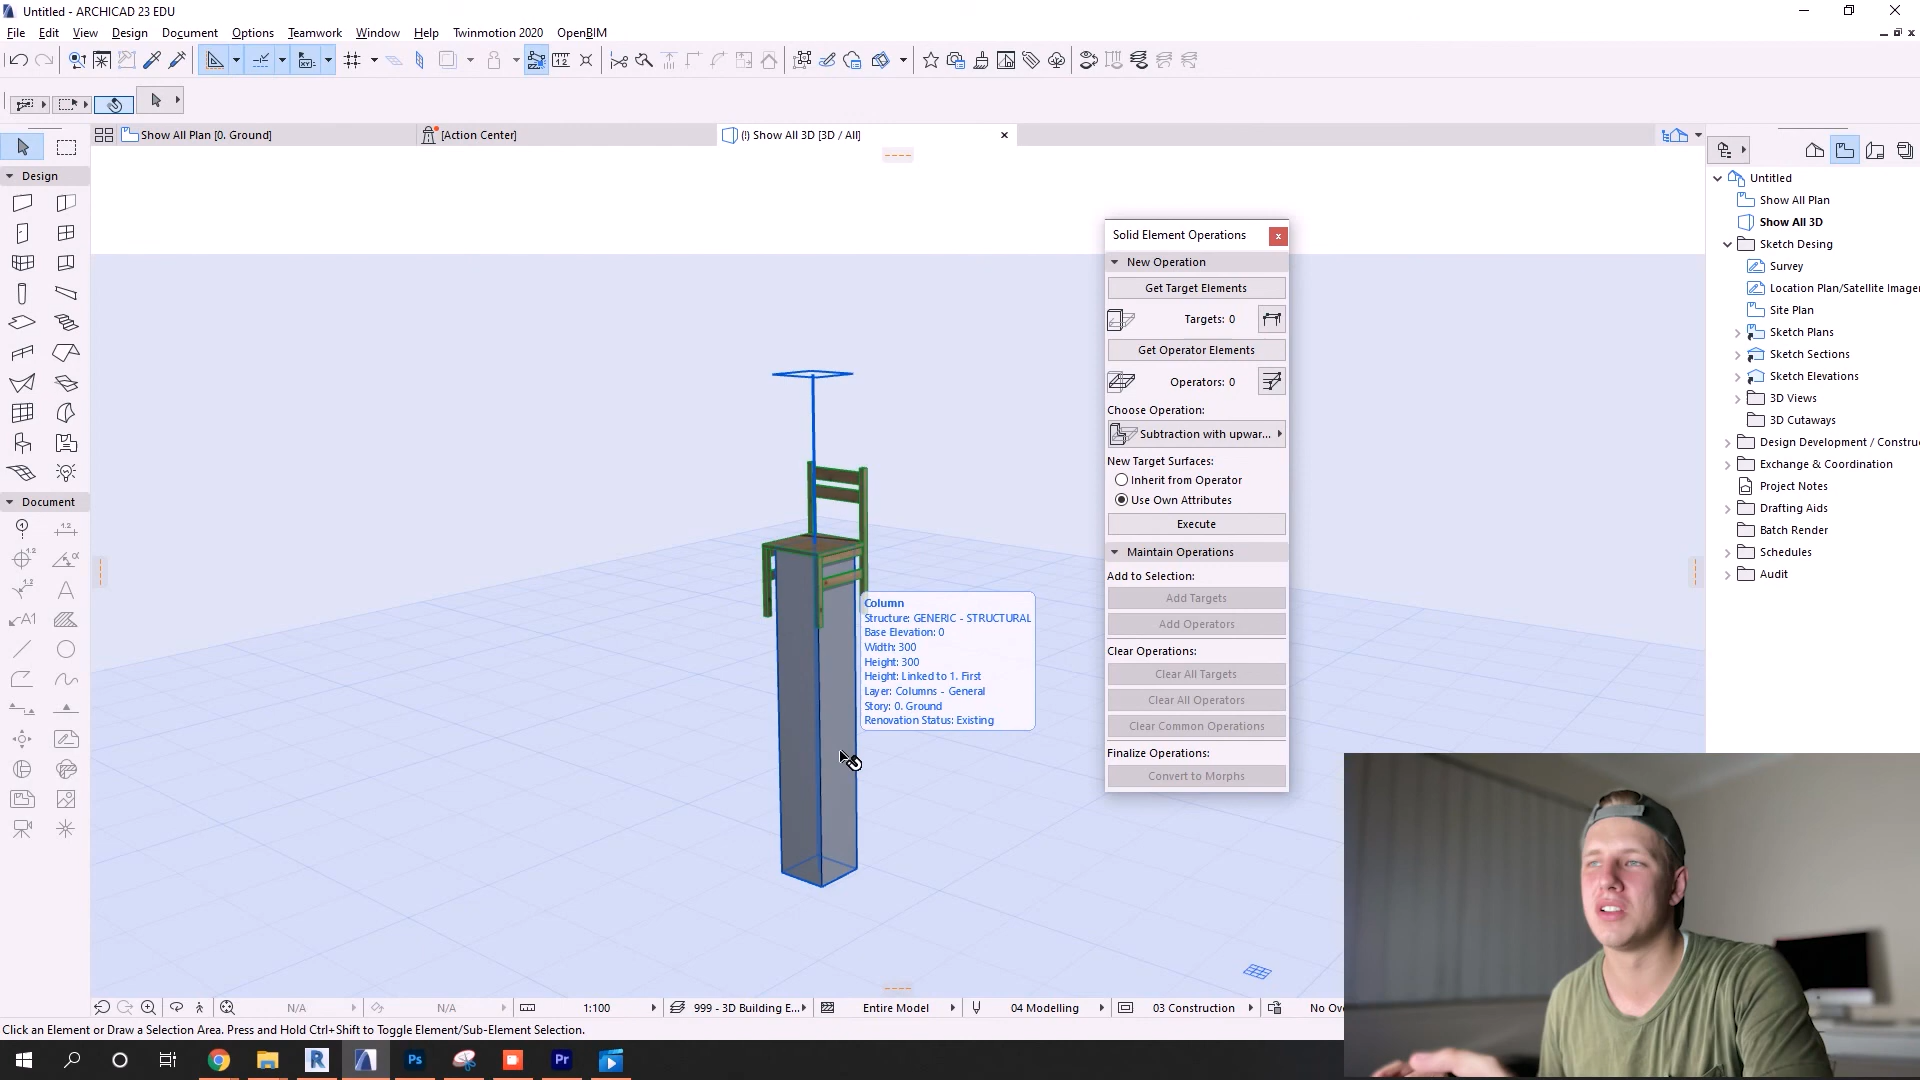 Untitled - ARCHICAD 23 EDU
File Edit View Design Document Options Teamwork Window Help Twinmotion 2020 OpenBIM
Show All Plan [0. Ground]
[Action Center]
(!) Show All 3D [3D / All]
Design
Document
Solid Element Operations
New Operation
Get Target Elements
Targets: 0
Get Operator Elements
Operators: 0
Choose Operation:
Subtraction with upwar...
New Target Surfaces:
Inherit from Operator
Use Own Attributes
Execute
Maintain Operations
Add to Selection:
Add Targets
Add Operators
Clear Operations:
Clear All Targets
Clear All Operators
Clear Common Operations
Finalize Operations:
Convert to Morphs
Column
Structure: GENERIC - STRUCTURAL
Base Elevation: 0
Width: 300
Height: 300
Height: Linked to 1. First
Layer: Columns - General
Story: 0. Ground
Renovation Status: Existing
Untitled
Show All Plan
Show All 3D
Sketch Desing
Survey
Location Plan/Satellite Image
Site Plan
Sketch Plans
Sketch Sections
Sketch Elevations
3D Views
3D Cutaways
Design Development / Constru
Exchange & Coordination
Project Notes
Drafting Aids
Batch Render
Schedules
Audit
N/A
N/A
1:100
999 - 3D Building E...
Entire Model
04 Modelling
03 Construction
No Ov
Click an Element or Draw a Selection Area. Press and Hold Ctrl+Shift to Toggle Element/Sub-Element Selection.
R
Ps
Pr